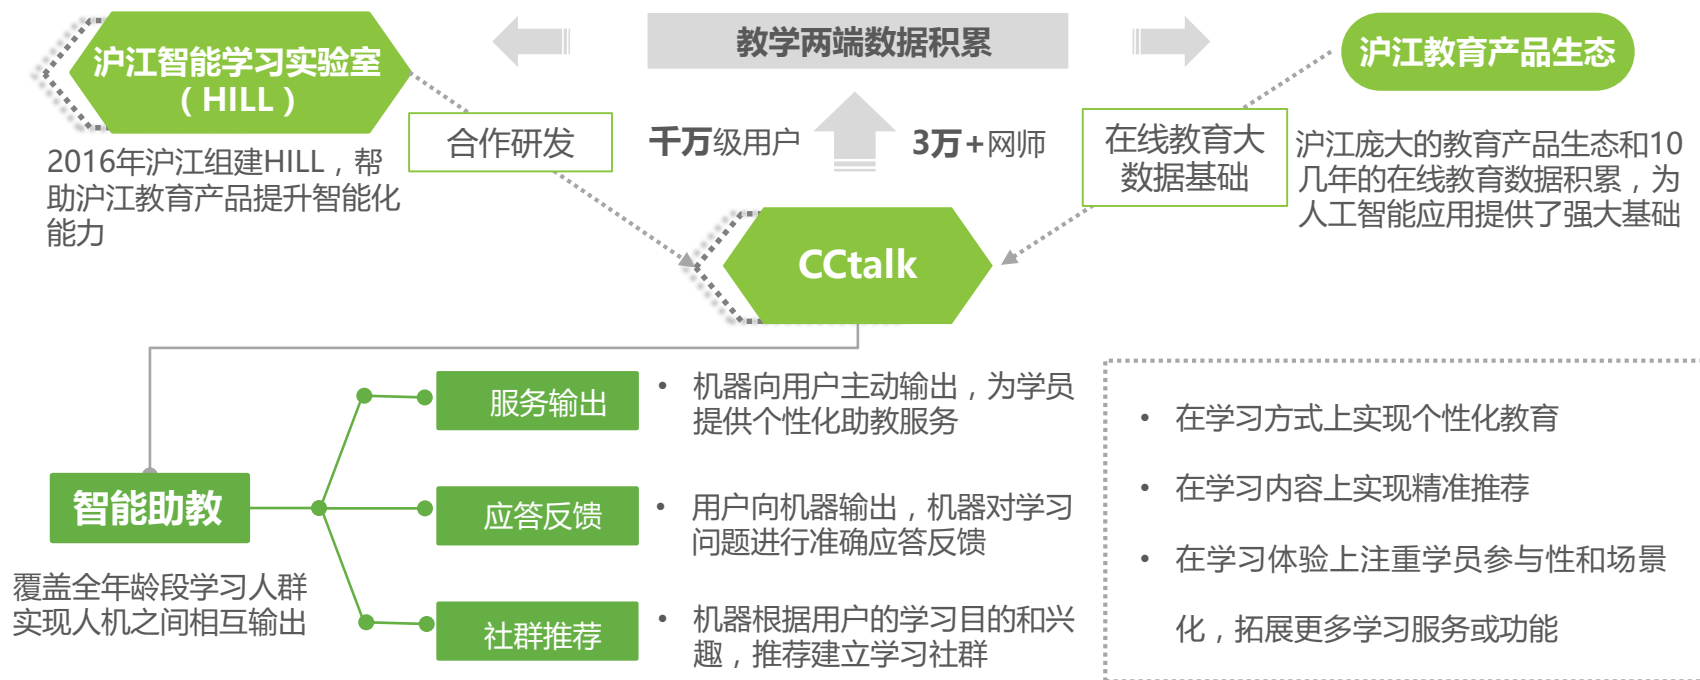 沪江智能学习实验室
（HILL）
教学两端数据积累
沪江教育产品生态
合作研发
千万级用户
3万+网师
在线教育大
数据基础
2016年沪江组建HILL，帮
助沪江教育产品提升智能化
能力
沪江庞大的教育产品生态和10
几年的在线教育数据积累，为
人工智能应用提供了强大基础
CCtalk
智能助教
覆盖全年龄段学习人群
实现人机之间相互输出
服务输出
• 机器向用户主动输出，为学员
提供个性化助教服务
应答反馈
• 用户向机器输出，机器对学习
问题进行准确应答反馈
社群推荐
• 机器根据用户的学习目的和兴
趣，推荐建立学习社群
• 在学习方式上实现个性化教育
• 在学习内容上实现精准推荐
• 在学习体验上注重学员参与性和场景
化，拓展更多学习服务或功能